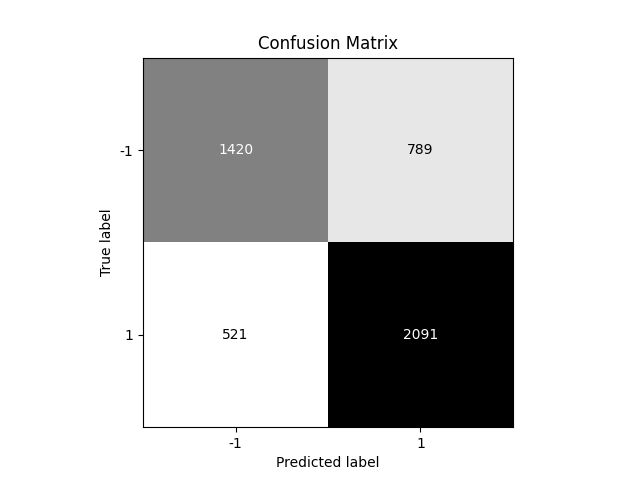 Confusion Matrix
True label
-1
1420
789
1
521
2091
-1
1
Predicted label